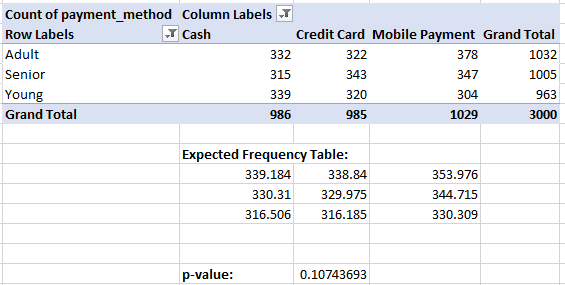 Count of payment_method Column Labels
Row Labels Cash Credit Card Mobile Payment Grand Total
Adult 332 322 378 1032
Senior 315 343 347 1005
Young 339 320 304 963
Grand Total 986 985 1029 3000
Expected Frequency Table:
339.184 338.84 353.976
330.31 329.975 344.715
316.506 316.185 330.309
p-value: 0.10743693